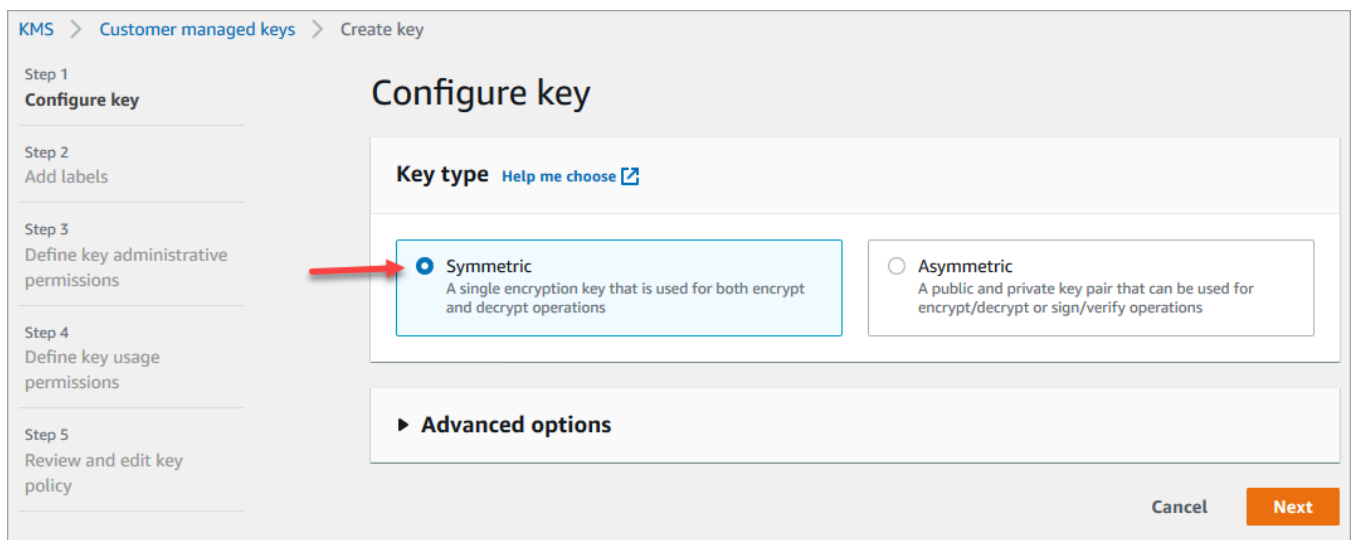 KMS > Customer managed keys > Create key
Step 1
Configure key
Step 2
Add labels
Step 3
Define key administrative
permissions
Step 4
Define key usage
permissions
Step 5
Review and edit key
policy
Configure key
Key type Help me choose
Symmetric
A single encryption key that is used for both encrypt
and decrypt operations
Asymmetric
A public and private key pair that can be used for
encrypt/decrypt or sign/verify operations
Advanced options
Cancel Next